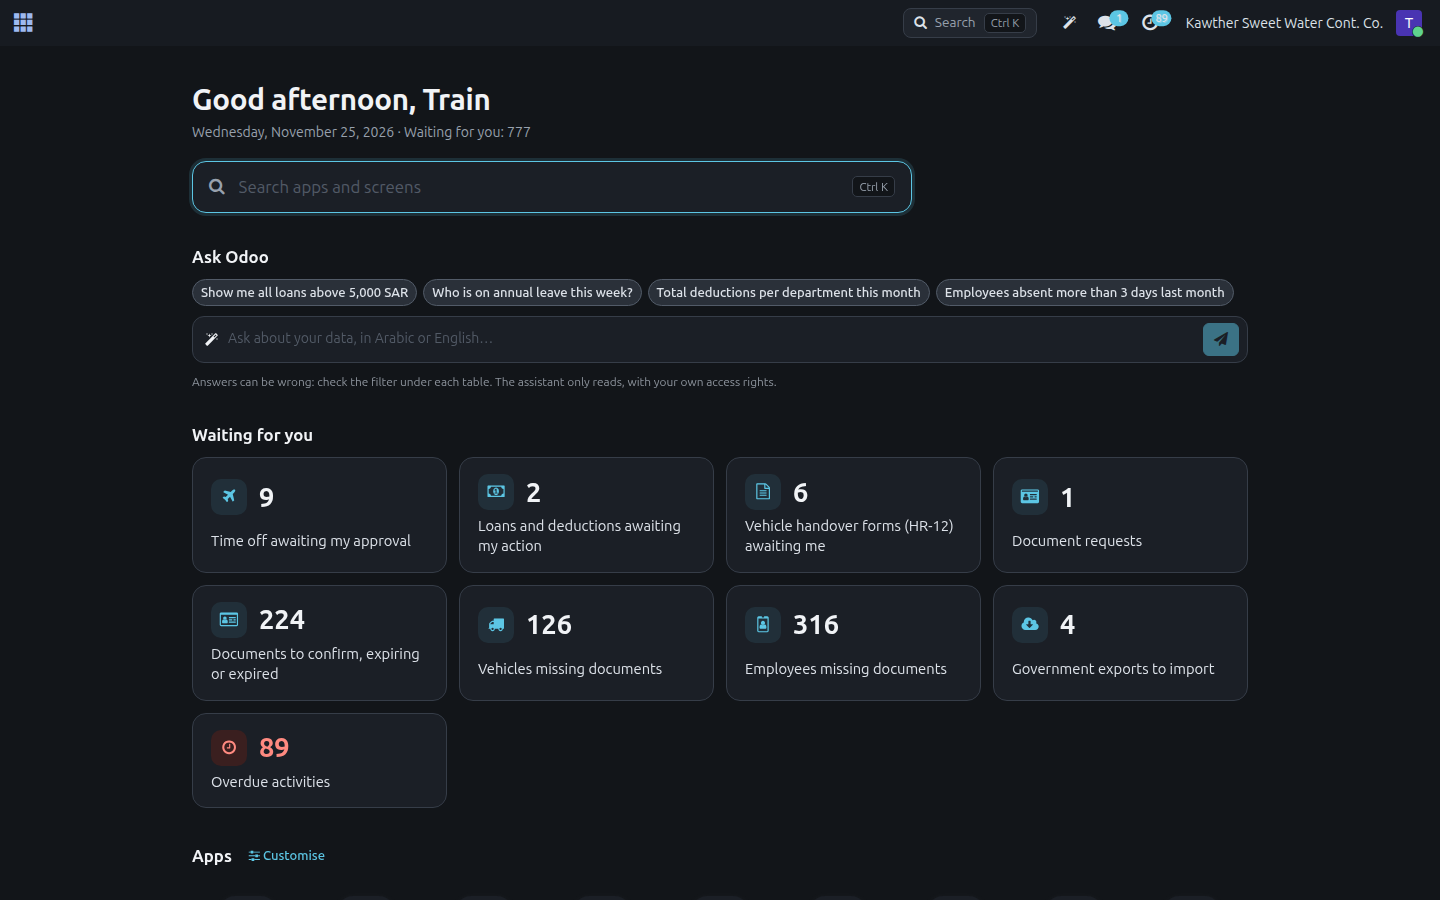 Search Ctrl K
1
89
Kawther Sweet Water Cont. Co.
T
Good afternoon, Train
Wednesday, November 25, 2026 · Waiting for you: 777
Search apps and screens
Ctrl K
Ask Odoo
Show me all loans above 5,000 SAR
Who is on annual leave this week?
Total deductions per department this month
Employees absent more than 3 days last month
Ask about your data, in Arabic or English...
Answers can be wrong: check the filter under each table. The assistant only reads, with your own access rights.
Waiting for you
9
Time off awaiting my approval
2
Loans and deductions awaiting
my action
6
Vehicle handover forms (HR-12)
awaiting me
1
Document requests
224
Documents to confirm, expiring
or expired
126
Vehicles missing documents
316
Employees missing documents
4
Government exports to import
89
Overdue activities
Apps
Customise